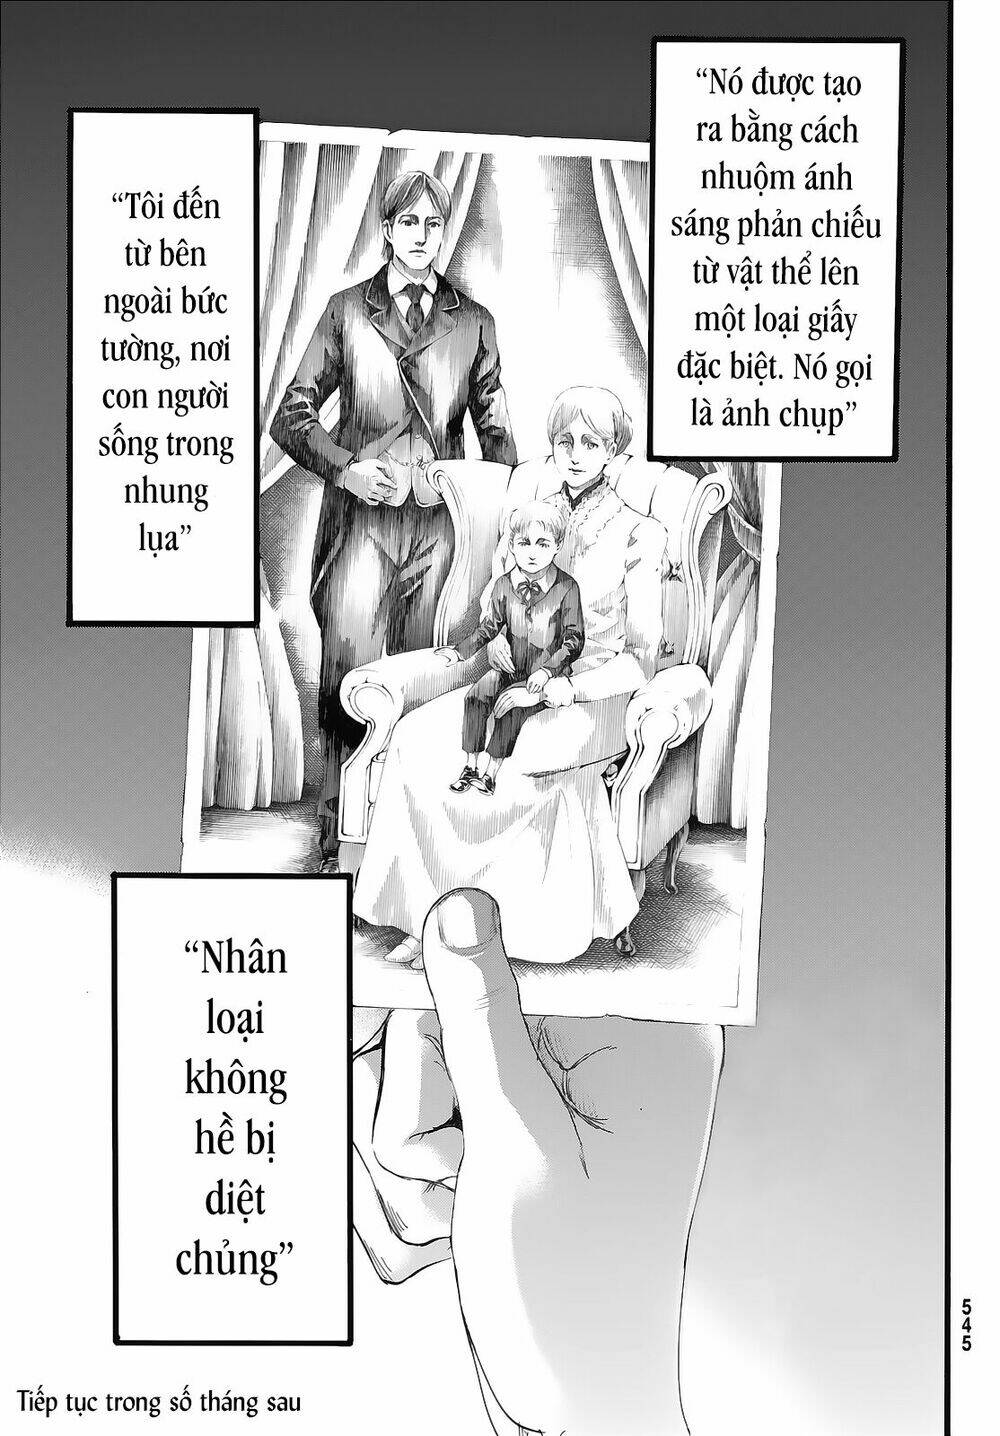 “Nó được tạo
ra bằng cách
nhuộm ánh
sáng phản chiếu
từ vật thể lên
một loại giấy
đặc biệt. Nó gọi
là ảnh chụp”
“Tôi đến
từ bên
ngoài bức
tường, nơi
con người
sống trong
nhung
lụa”
“Nhân
loại
không
hề bị
diệt
chủng”
545
Tiếp tục trong số tháng sau